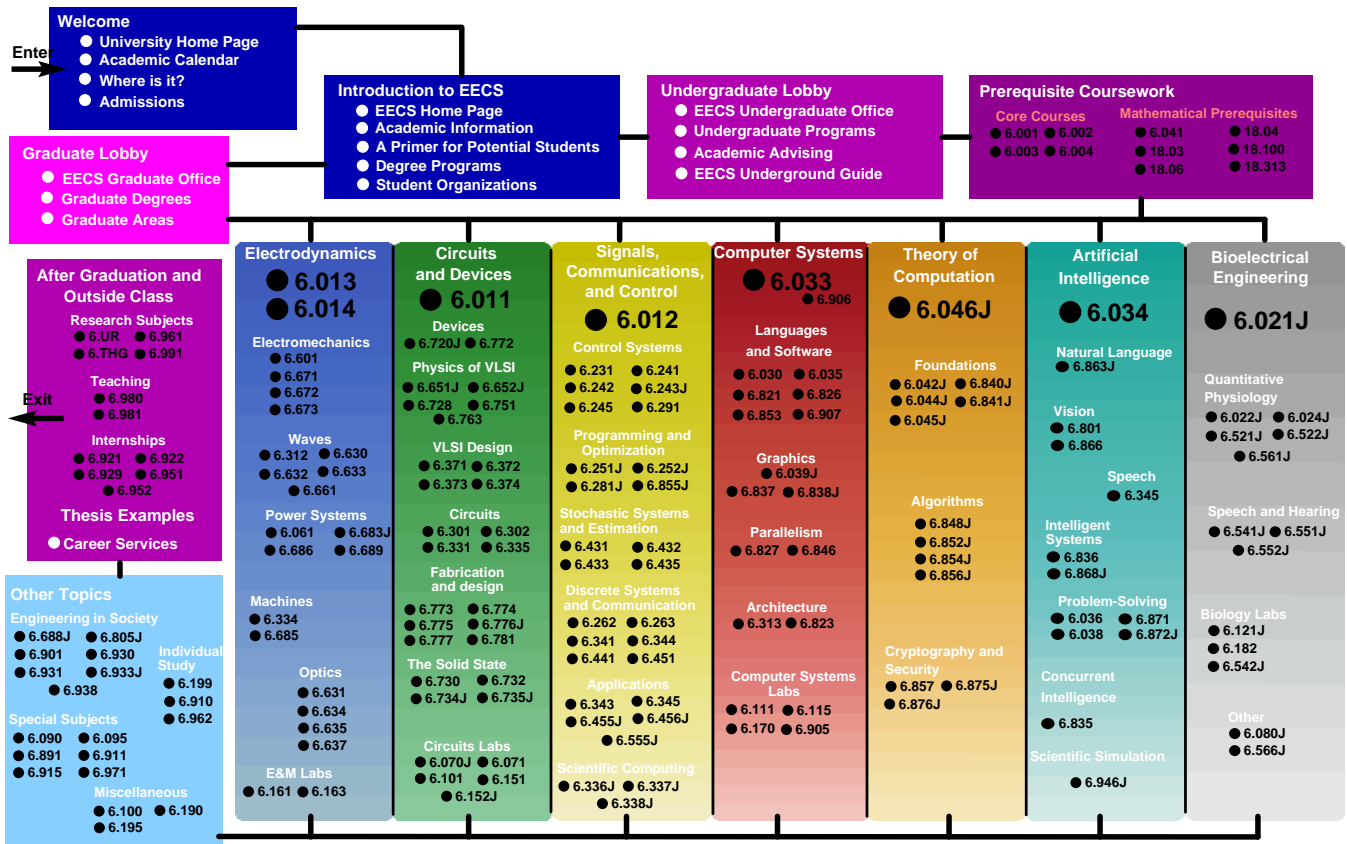 Welcome
University Home Page
Academic Calendar
Where is it?
Admissions
Enter
Introduction to EECS
EECS Home Page
Academic Information
A Primer for Potential Students
Degree Programs
Student Organizations
Undergraduate Lobby
EECS Undergraduate Office
Undergraduate Programs
Academic Advising
EECS Underground Guide
Prerequisite Coursework
Core Courses
6.001 6.002
6.003 6.004
Mathematical Prerequisites
6.041 18.04
18.03 18.100
18.06 18.313
Graduate Lobby
EECS Graduate Office
Graduate Degrees
Graduate Areas
After Graduation and
Outside Class
Research Subjects
6.UR 6.961
6.THG 6.991
Teaching
6.980
6.981
Exit
Internships
6.921 6.922
6.929 6.951
6.952
Thesis Examples
Career Services
Other Topics
Engineering in Society
6.688J 6.805J
6.901 6.930
6.931 6.933J
6.938
Individual
Study
6.199
6.910
6.962
Special Subjects
6.090 6.095
6.891 6.911
6.915 6.971
Miscellaneous
6.100 6.190
6.195
Electrodynamics
6.013
6.014
Electromechanics
6.601
6.671
6.672
6.673
Waves
6.312 6.630
6.632 6.633
6.661
Power Systems
6.061 6.683J
6.686 6.689
Machines
6.334
6.685
Optics
6.631
6.634
6.635
6.637
E&M Labs
6.161 6.163
Circuits
and Devices
6.011
Devices
6.720J 6.772
Physics of VLSI
6.651J 6.652J
6.728 6.751
6.763
VLSI Design
6.371 6.372
6.373 6.374
Circuits
6.301 6.302
6.331 6.335
Fabrication
and design
6.773 6.774
6.775 6.776J
6.777 6.781
The Solid State
6.730 6.732
6.734J 6.735J
Circuits Labs
6.070J 6.071
6.101 6.151
6.152J
Signals,
Communications,
and Control
6.012
Control Systems
6.231 6.241
6.242 6.243J
6.245 6.291
Programming and
Optimization
6.251J 6.252J
6.281J 6.855J
Stochastic Systems
and Estimation
6.431 6.432
6.433 6.435
Discrete Systems
and Communication
6.262 6.263
6.341 6.344
6.441 6.451
Applications
6.343 6.345
6.455J 6.456J
6.555J
Scientific Computing
6.336J 6.337J
6.338J
Computer Systems
6.033
6.906
Languages
and Software
6.030 6.035
6.821 6.826
6.853 6.907
Graphics
6.039J
6.837 6.838J
Parallelism
6.827 6.846
Architecture
6.313 6.823
Computer Systems
Labs
6.111 6.115
6.170 6.905
Theory of
Computation
6.046J
Foundations
6.042J 6.840J
6.044J 6.841J
6.045J
Algorithms
6.848J
6.852J
6.854J
6.856J
Cryptography and
Security
6.857 6.875J
6.876J
Artificial
Intelligence
6.034
Natural Language
6.863J
Vision
6.801
6.866
Speech
6.345
Intelligent
Systems
6.836
6.868J
Problem-Solving
6.036 6.871
6.038 6.872J
Concurrent
Intelligence
6.835
Scientific Simulation
6.946J
Bioelectrical
Engineering
6.021J
Quantitative
Physiology
6.022J 6.024J
6.521J 6.522J
6.561J
Speech and Hearing
6.541J 6.551J
6.552J
Biology Labs
6.121J
6.182
6.542J
Other
6.080J
6.566J